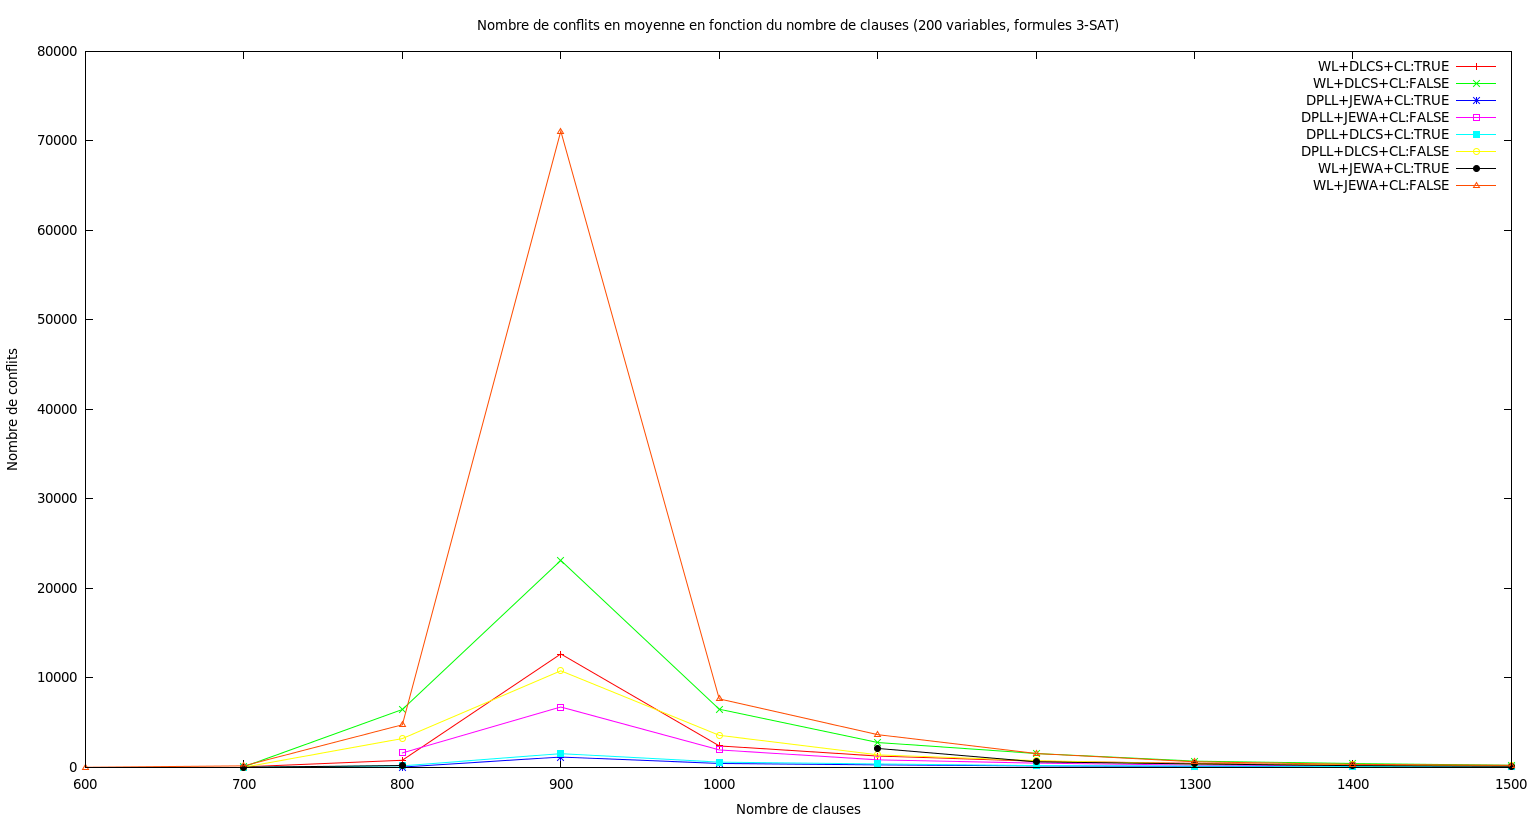 Nombre de conflits en moyenne en fonction du nombre de clauses (200 variables, formules 3-SAT)
80000
70000
60000
50000
40000
30000
20000
10000
0
Nombre de conflits
WL+DLCS+CL:TRUE
WL+DLCS+CL:FALSE
DPLL+JEWA+CL:TRUE
DPLL+JEWA+CL:FALSE
DPLL+DLCS+CL:TRUE
DPLL+DLCS+CL:FALSE
WL+JEWA+CL:TRUE
WL+JEWA+CL:FALSE
600 700 800 900 1000 1100 1200 1300 1400 1500
Nombre de clauses